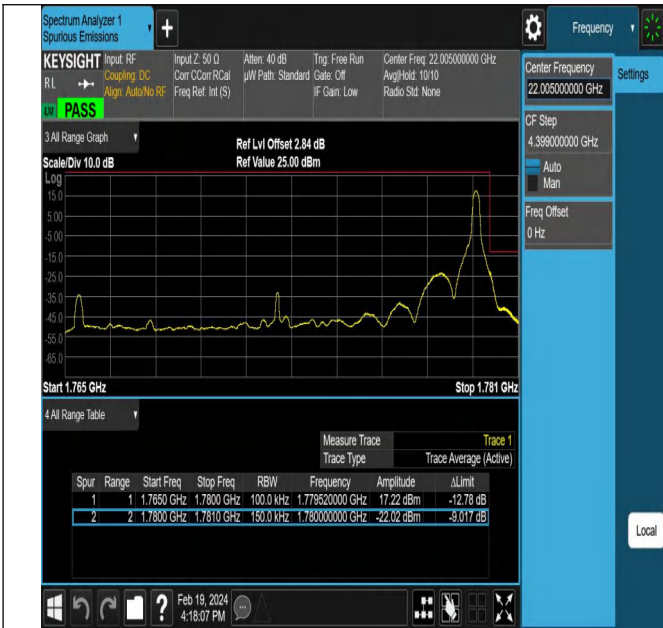 Spectrum Analyzer 1
Spurious Emissions
Frequency
KEYSIGHT
RL
PASS
Input: RF
Coupling: DC
Align: Auto/No RF
Input Z: 50 Ω
Corr CCorr RCal
Freq Ref: Int (S)
Atten: 40 dB
µW Path: Standard
Trig: Free Run
Gate: Off
IF Gain: Low
Center Freq: 22.005000000 GHz
Avg|Hold: 10/10
Radio Std: None
Center Frequency
22.005000000 GHz
Settings
CF Step
4.399000000 GHz
Auto
Man
Freq Offset
0 Hz
3 All Range Graph
Scale/Div 10.0 dB
Ref Lvl Offset 2.84 dB
Ref Value 25.00 dBm
Log
15.0
5.00
-5.00
-15.0
-25.0
-35.0
-45.0
-55.0
-65.0
Start 1.765 GHz
Stop 1.781 GHz
4 All Range Table
Measure Trace Trace 1
Trace Type Trace Average (Active)
Spur Range Start Freq Stop Freq RBW Frequency Amplitude ΔLimit
1 1 1.7650 GHz 1.7800 GHz 100.0 kHz 1.779520000 GHz 17.22 dBm -12.78 dB
2 2 1.7800 GHz 1.7810 GHz 150.0 kHz 1.780000000 GHz -22.02 dBm -9.017 dB
Local
?
Feb 19, 2024
4:18:07 PM